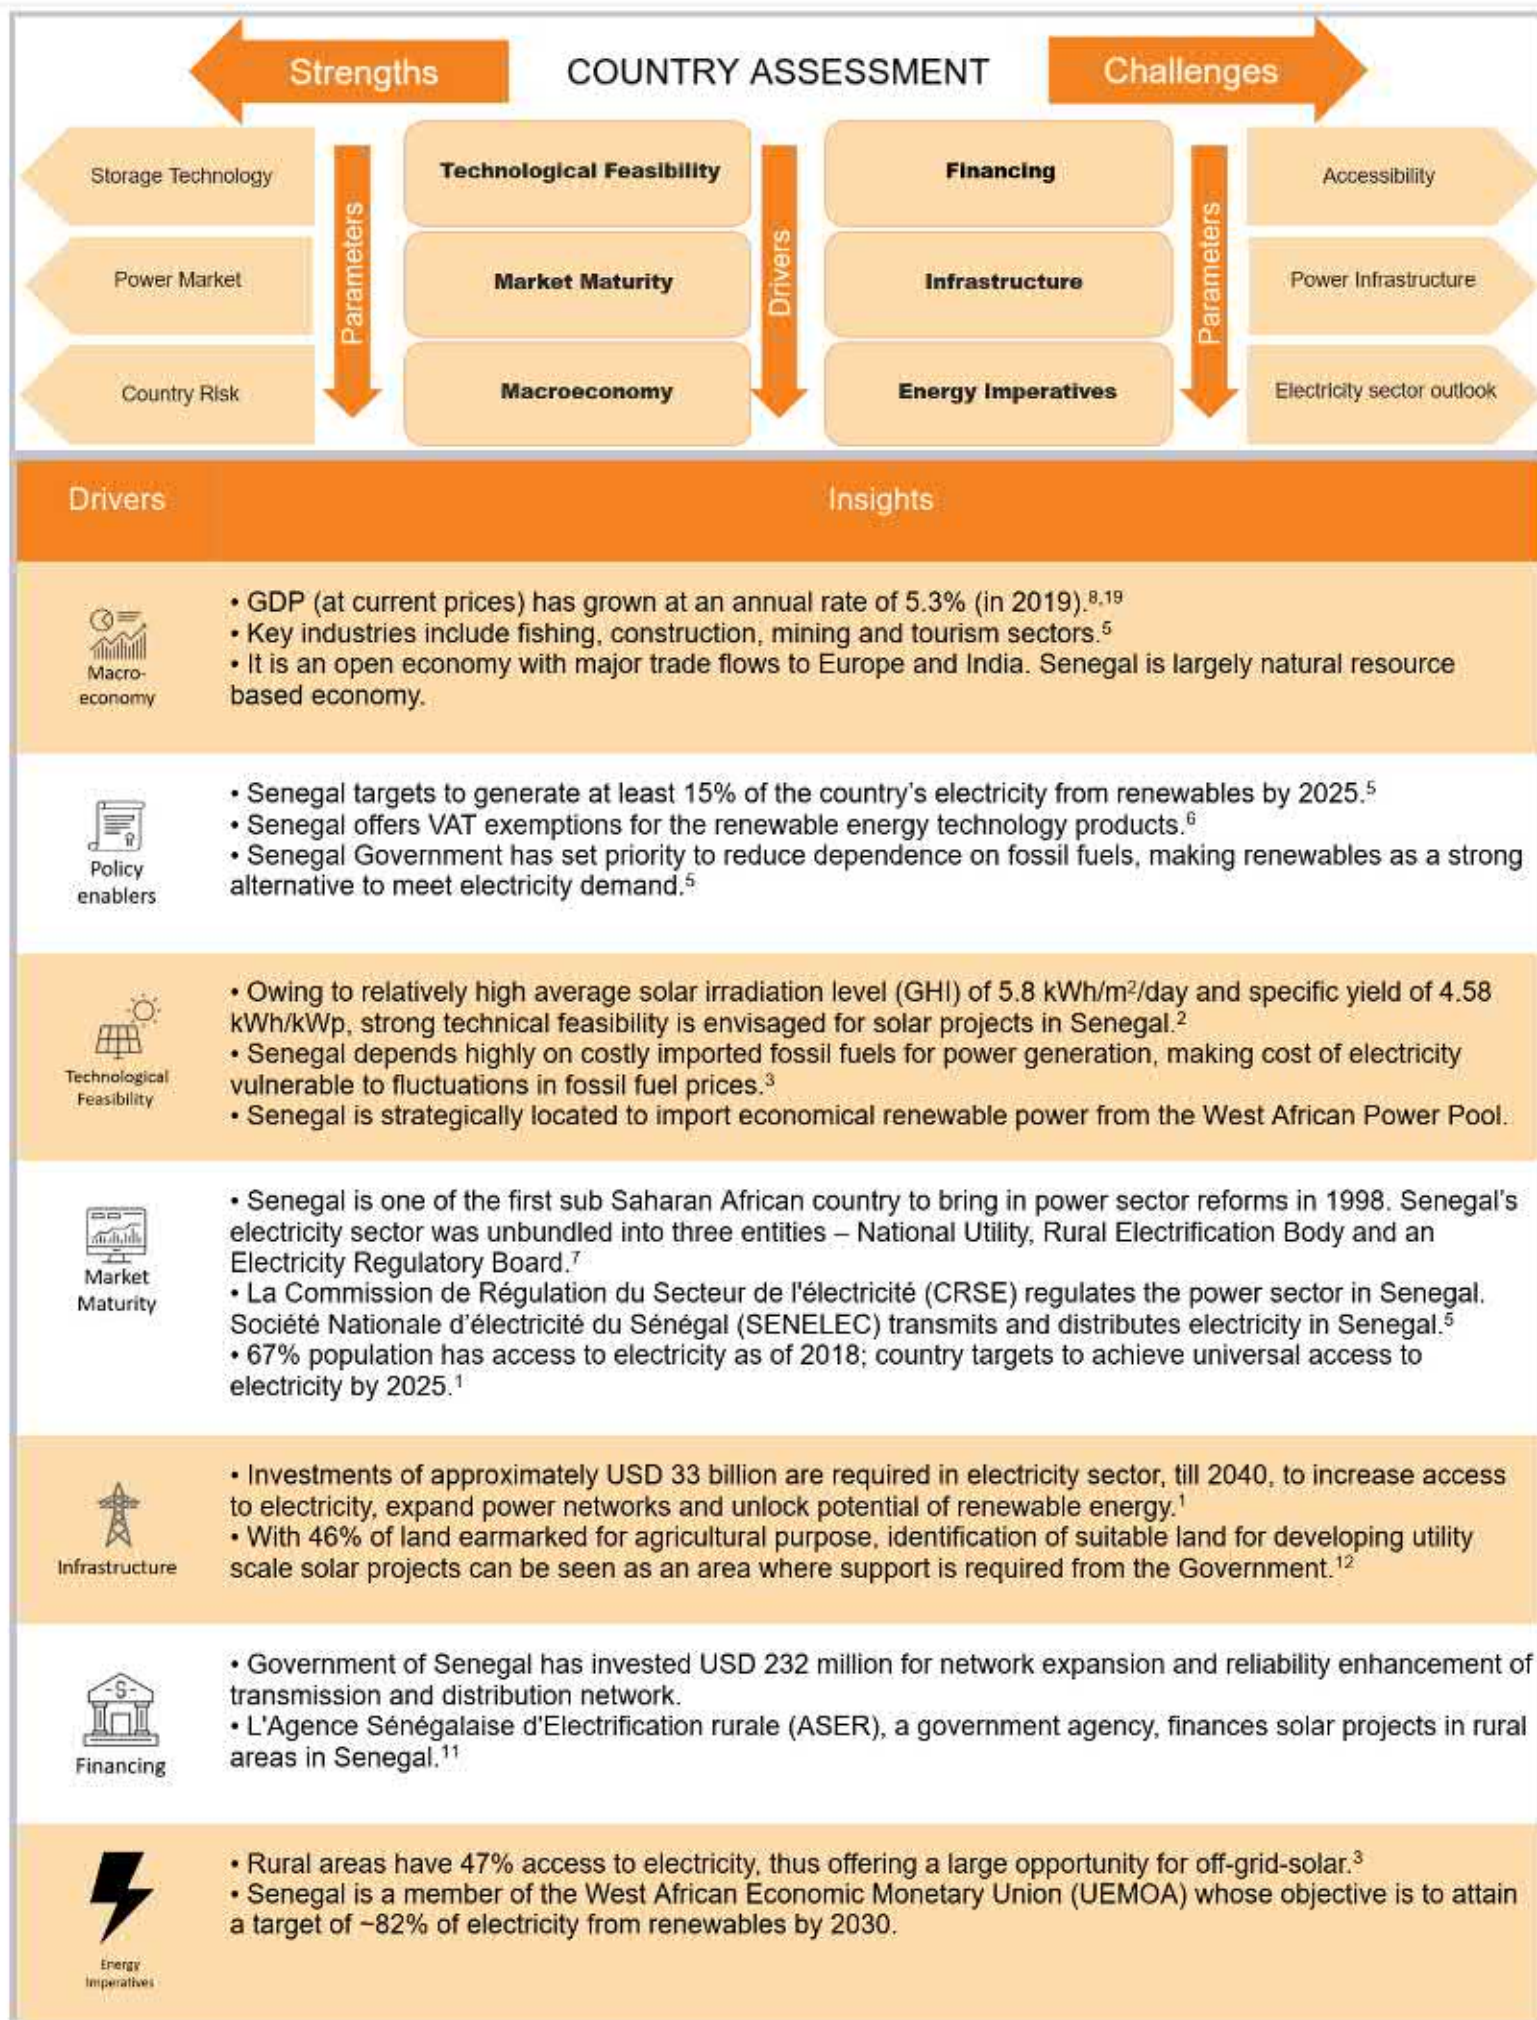 Strengths
COUNTRY ASSESSMENT
Challenges
Storage Technology
Parameters
Technological Feasibility
Drivers
Financing
Parameters
Accessibility
Power Market
Market Maturity
Infrastructure
Power Infrastructure
Country Risk
Macroeconomy
Energy Imperatives
Electricity sector outlook
Drivers
Insights
Macro-
economy
• GDP (at current prices) has grown at an annual rate of 5.3% (in 2019).8,19
• Key industries include fishing, construction, mining and tourism sectors.5
• It is an open economy with major trade flows to Europe and India. Senegal is largely natural resource
based economy.
Policy
enablers
• Senegal targets to generate at least 15% of the country's electricity from renewables by 2025.5
• Senegal offers VAT exemptions for the renewable energy technology products.6
• Senegal Government has set priority to reduce dependence on fossil fuels, making renewables as a strong
alternative to meet electricity demand.5
Technological
Feasibility
• Owing to relatively high average solar irradiation level (GHI) of 5.8 kWh/m2/day and specific yield of 4.58
kWh/kWp, strong technical feasibility is envisaged for solar projects in Senegal.2
• Senegal depends highly on costly imported fossil fuels for power generation, making cost of electricity
vulnerable to fluctuations in fossil fuel prices.3
• Senegal is strategically located to import economical renewable power from the West African Power Pool.
Market
Maturity
• Senegal is one of the first sub Saharan African country to bring in power sector reforms in 1998. Senegal's
electricity sector was unbundled into three entities – National Utility, Rural Electrification Body and an
Electricity Regulatory Board.7
• La Commission de Régulation du Secteur de l'électricité (CRSE) regulates the power sector in Senegal.
Société Nationale d'électricité du Sénégal (SENELEC) transmits and distributes electricity in Senegal.5
• 67% population has access to electricity as of 2018; country targets to achieve universal access to
electricity by 2025.1
Infrastructure
• Investments of approximately USD 33 billion are required in electricity sector, till 2040, to increase access
to electricity, expand power networks and unlock potential of renewable energy.1
• With 46% of land earmarked for agricultural purpose, identification of suitable land for developing utility
scale solar projects can be seen as an area where support is required from the Government.12
-S-
Financing
• Government of Senegal has invested USD 232 million for network expansion and reliability enhancement of
transmission and distribution network.
• L'Agence Sénégalaise d'Electrification rurale (ASER), a government agency, finances solar projects in rural
areas in Senegal.11
Energy
Imperatives
• Rural areas have 47% access to electricity, thus offering a large opportunity for off-grid-solar.3
• Senegal is a member of the West African Economic Monetary Union (UEMOA) whose objective is to attain
a target of ~82% of electricity from renewables by 2030.